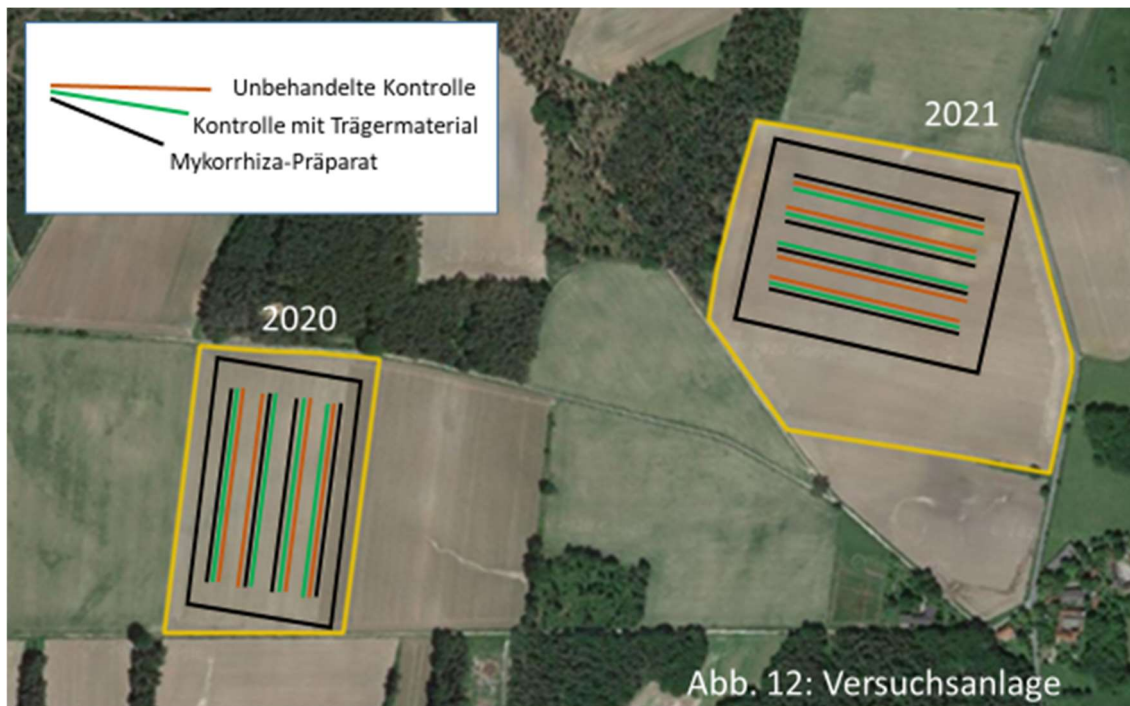 Unbehandelte Kontrolle
Kontrolle mit Trägermaterial
Mykorrhiza-Präparat
2021
2020
Abb. 12: Versuchsanlage